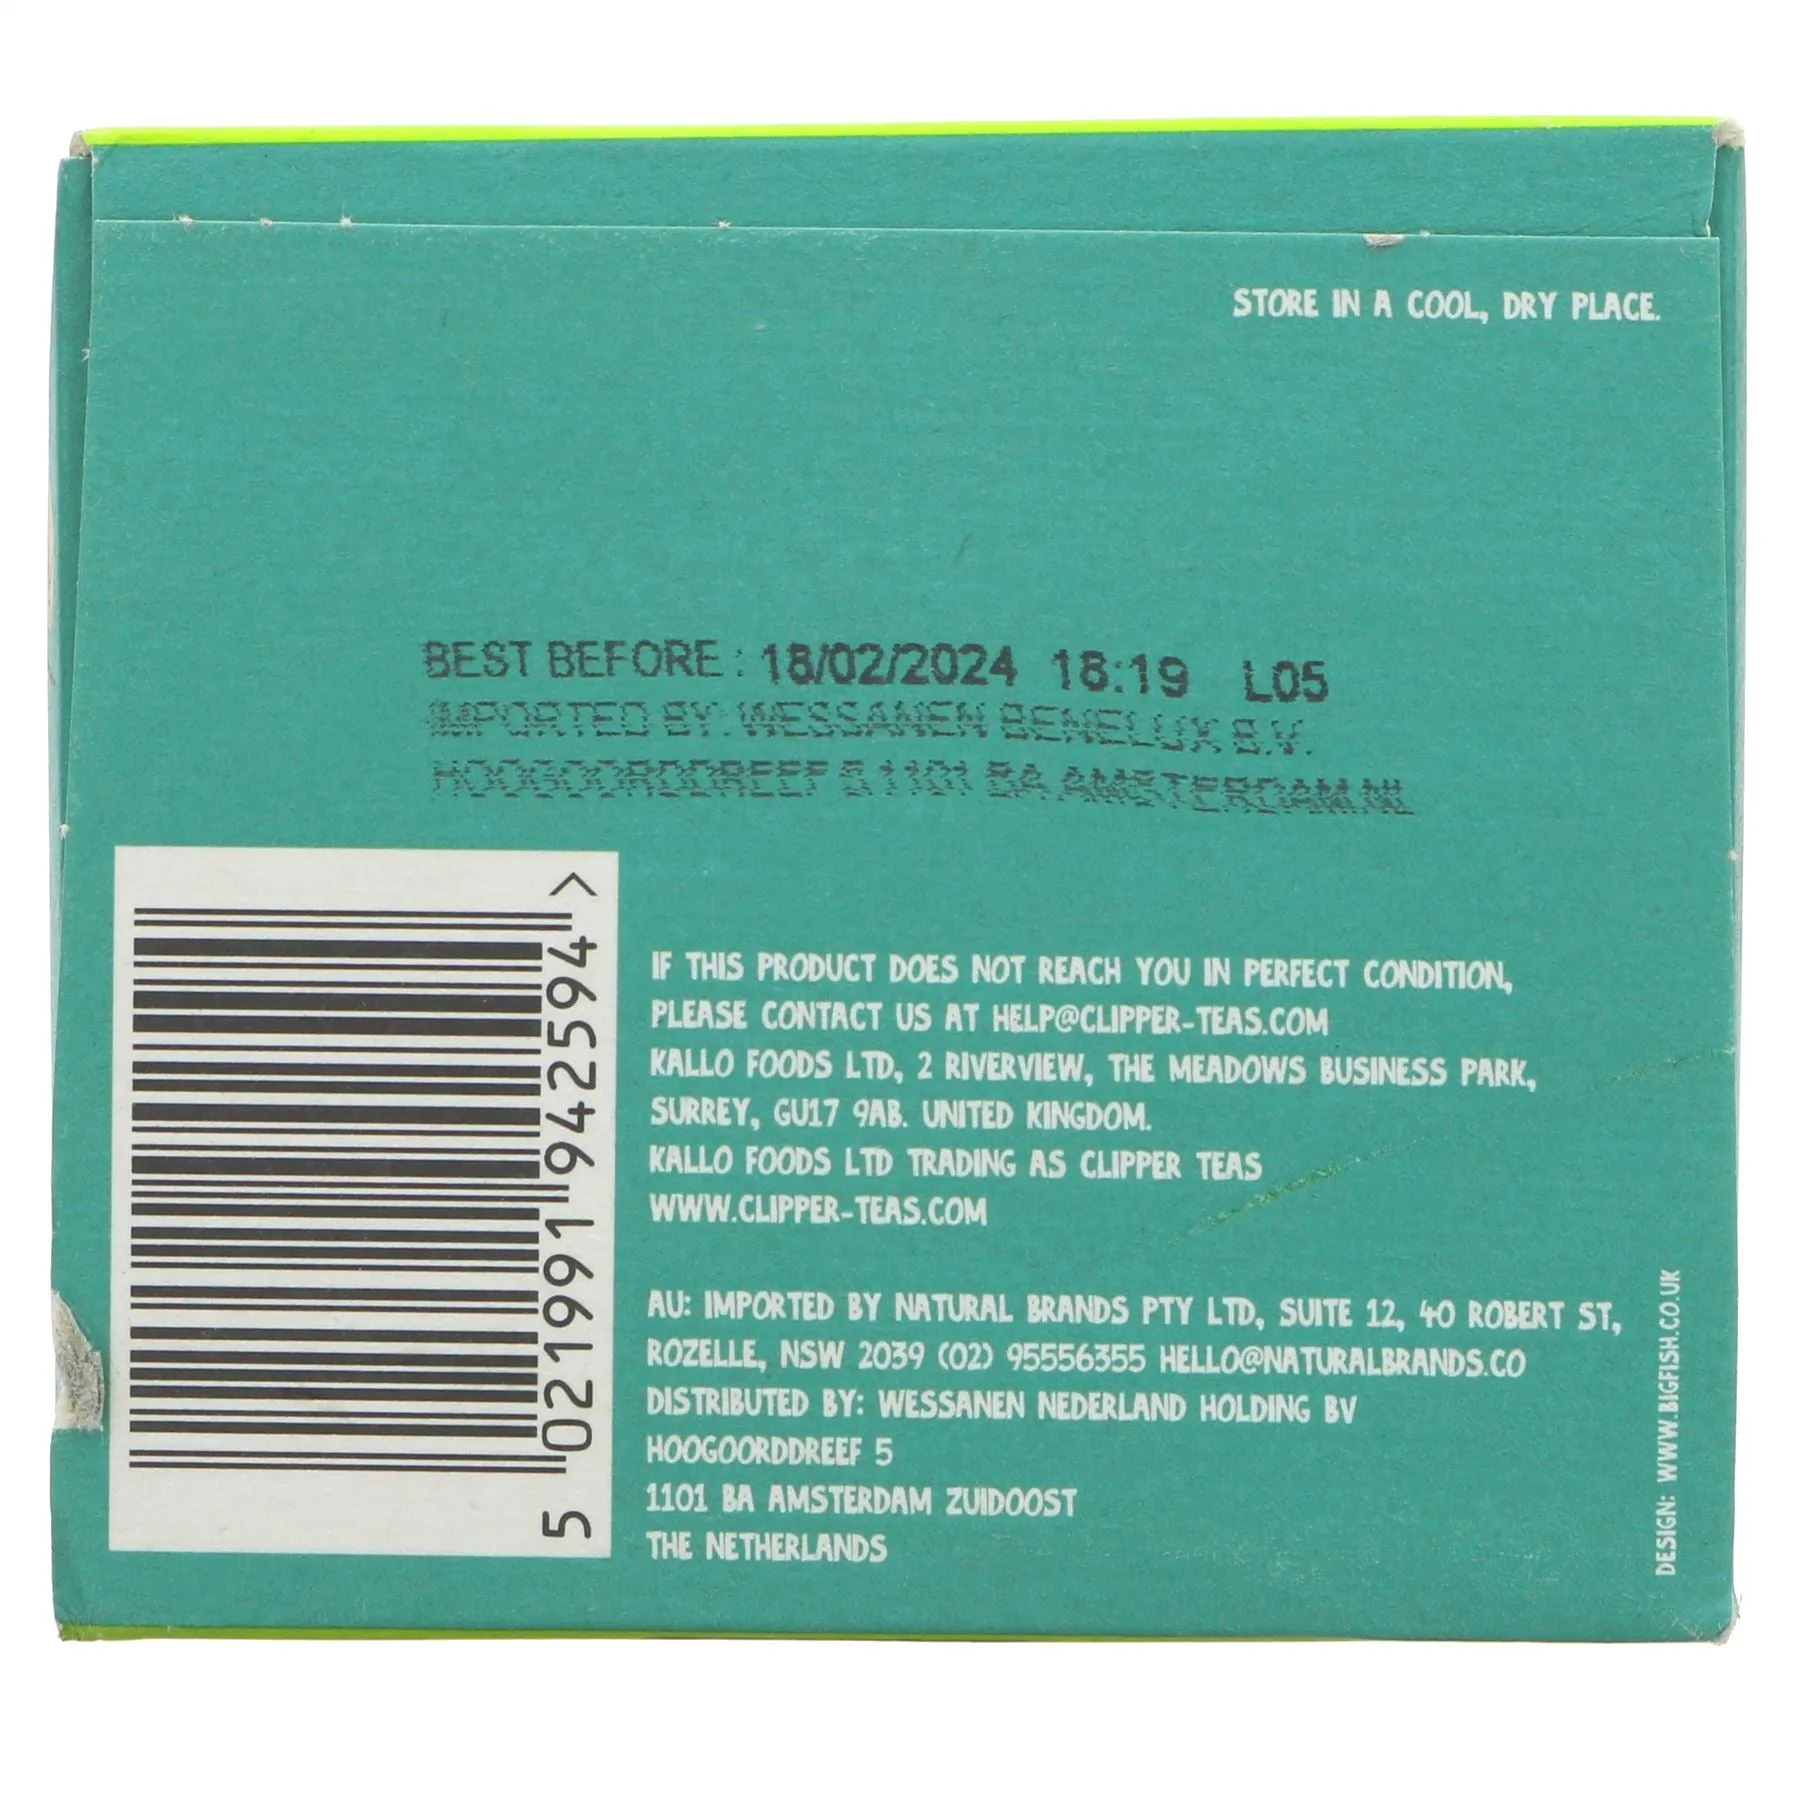 STORE IN A COOL, DRY PLACE.
BEST BEFORE : 18/02/2024 18:19 L05
IMPORTED BY: WESSANEN BENELUX B.V.
HOOGOORDDREEF 5 1101 BA AMSTERDAM.NL
5 021991 942594 >
IF THIS PRODUCT DOES NOT REACH YOU IN PERFECT CONDITION,
PLEASE CONTACT US AT HELP@CLIPPER-TEAS.COM
KALLO FOODS LTD, 2 RIVERVIEW, THE MEADOWS BUSINESS PARK,
SURREY, GU17 9AB. UNITED KINGDOM.
KALLO FOODS LTD TRADING AS CLIPPER TEAS
WWW.CLIPPER-TEAS.COM
AU: IMPORTED BY NATURAL BRANDS PTY LTD, SUITE 12, 40 ROBERT ST,
ROZELLE, NSW 2039 (02) 95556355 HELLO@NATURALBRANDS.CO
DISTRIBUTED BY: WESSANEN NEDERLAND HOLDING BV
HOOGOORDDREEF 5
1101 BA AMSTERDAM ZUIDOOST
THE NETHERLANDS
DESIGN: WWW.BIGFISH.CO.UK